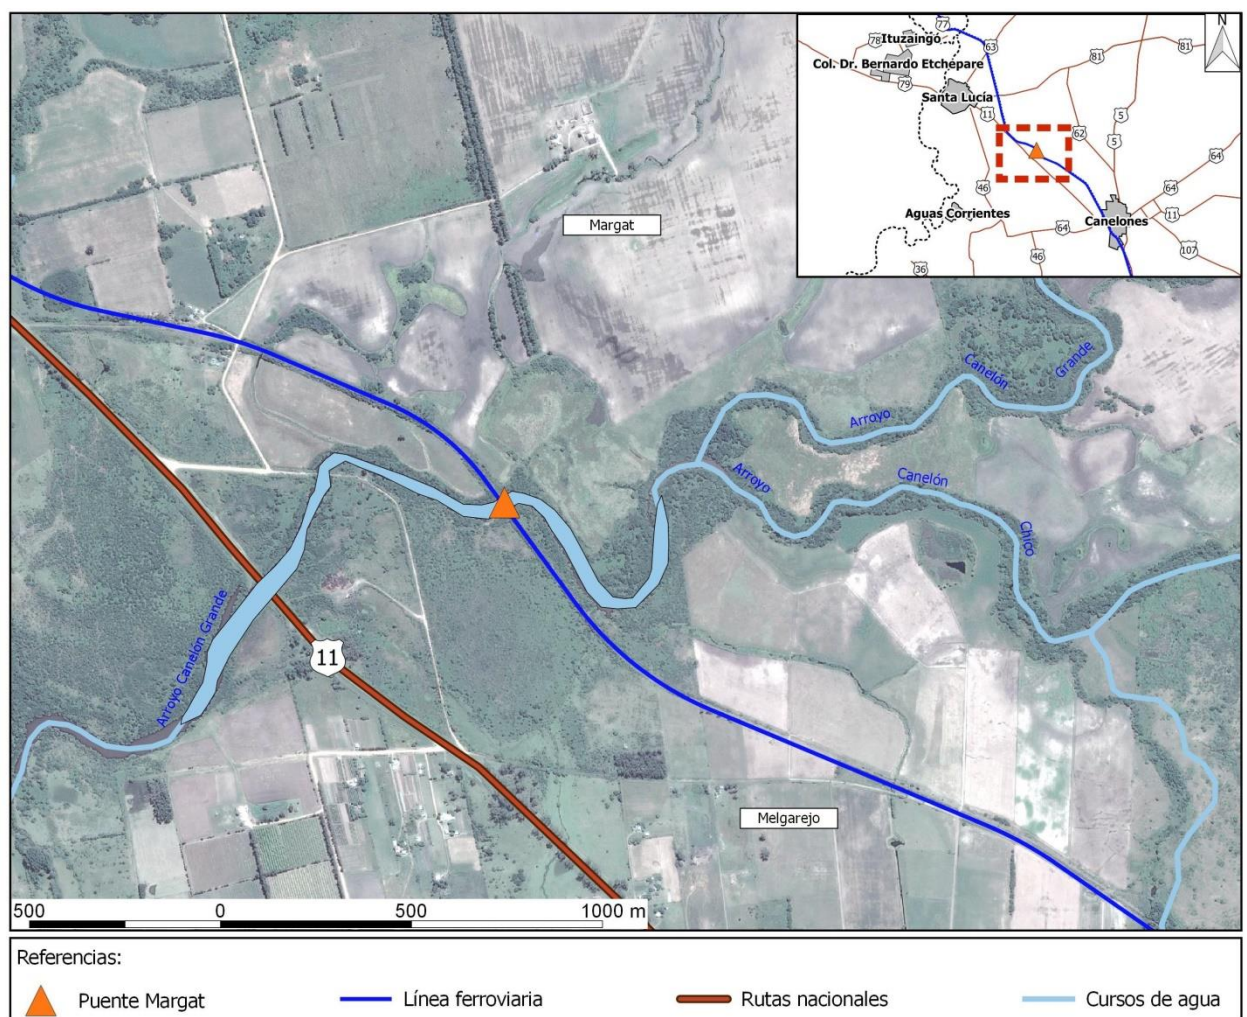 N
77
78
Ituzaingó
63
81
81
Col. Dr. Bernardo Etchepare
79
Santa Lucía
11
5
62
5
64
46
64
Aguas Corrientes
11
Canelones
64
107
46
36
Margat
Canelón
Grande
Arroyo
Arroyo
Canelón
Chico
Arroyo Canelón Grande
11
Melgarejo
500 0 500 1000 m
Referencias:
Puente Margat
Línea ferroviaria
Rutas nacionales
Cursos de agua